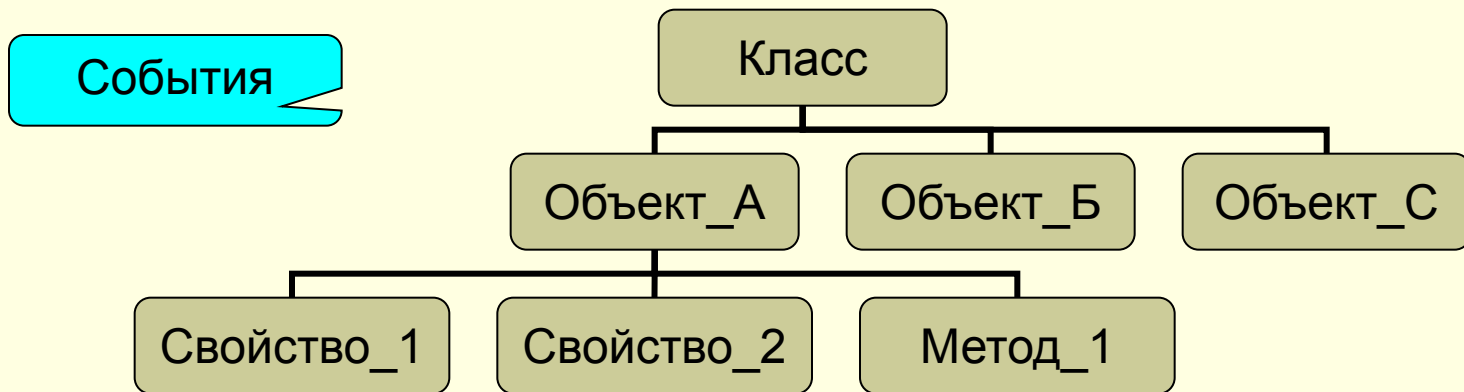 События
Класс
Объект_А
Объект_Б
Объект_С
Свойство_1
Свойство_2
Метод_1